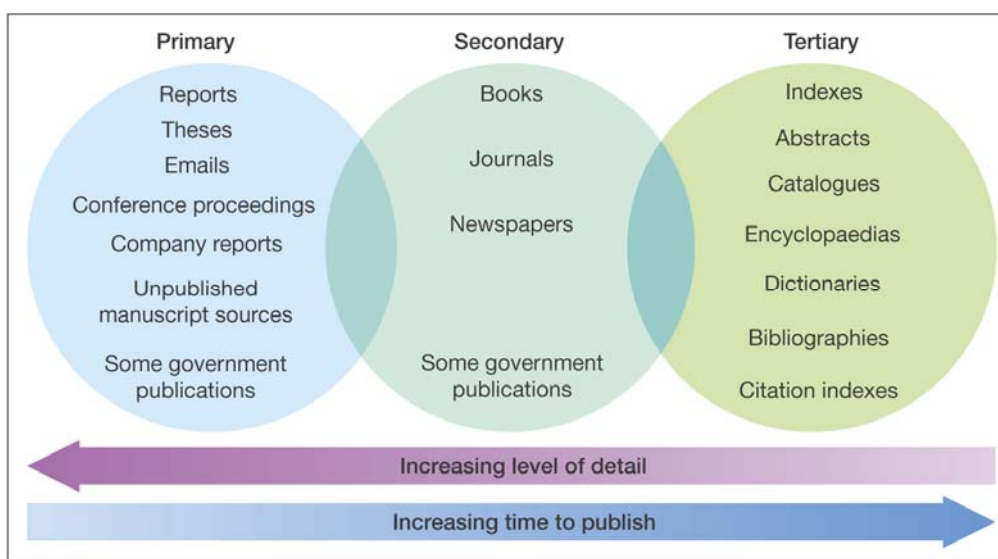 Primary
Reports
Theses
Emails
Conference proceedings
Company reports
Unpublished
manuscript sources
Some government
publications
Secondary
Books
Journals
Newspapers
Some government
publications
Tertiary
Indexes
Abstracts
Catalogues
Encyclopaedias
Dictionaries
Bibliographies
Citation indexes
Increasing level of detail
Increasing time to publish